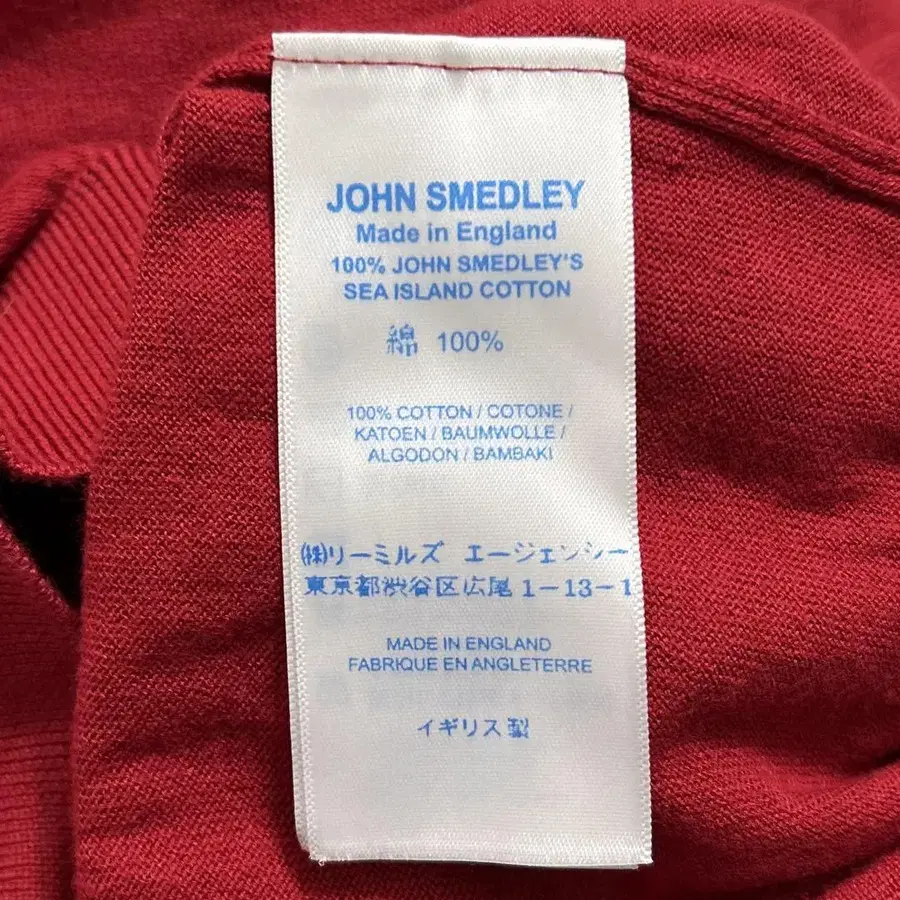 JOHN SMEDLEY
Made in England
100% JOHN SMEDLEY'S
SEA ISLAND COTTON
綿 100%
100% COTTON / COTONE /
KATOEN / BAUMWOLLE /
ALGODON / BAMBAKI
㈱リーミルズ エージェンシー
東京都渋谷区広尾1-13-1
MADE IN ENGLAND
FABRIQUE EN ANGLETERRE
イギリス製